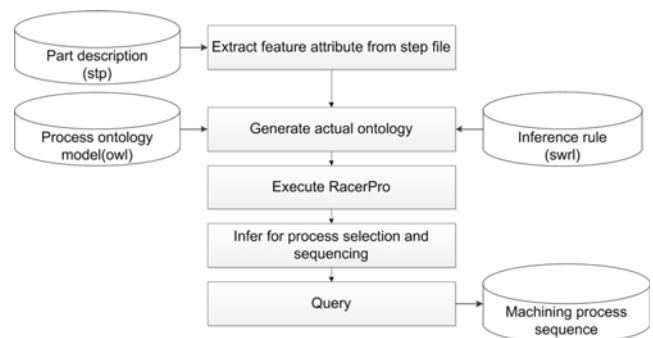 Extract feature attribute from step file
Part description
(stp)
Generate actual ontology
Process ontology
model(owl)
Inference rule
(swrl)
Execute RacerPro
Infer for process selection and
sequencing
Query
Machining process
sequence